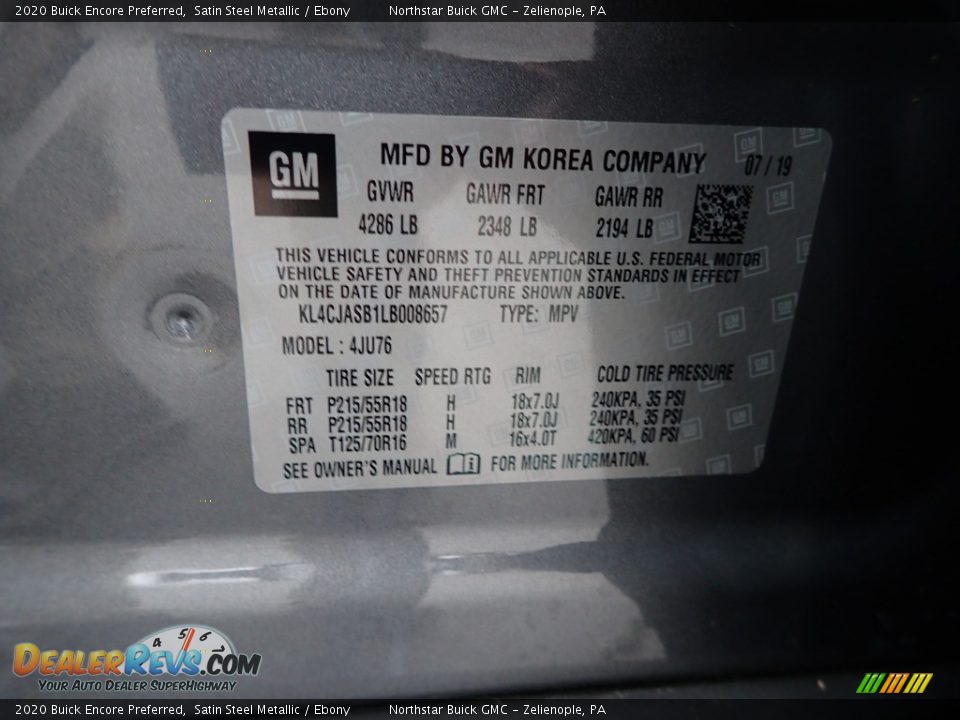 2020 Buick Encore Preferred, Satin Steel Metallic / Ebony Northstar Buick GMC - Zelienople, PA
GM MFD BY GM KOREA COMPANY 07/19
GVWR GAWR FRT GAWR RR
4286 LB 2348 LB 2194 LB
THIS VEHICLE CONFORMS TO ALL APPLICABLE U.S. FEDERAL MOTOR
VEHICLE SAFETY AND THEFT PREVENTION STANDARDS IN EFFECT
ON THE DATE OF MANUFACTURE SHOWN ABOVE.
KL4CJASB1LB008657 TYPE: MPV
MODEL : 4JU76
TIRE SIZE SPEED RTG RIM COLD TIRE PRESSURE
FRT P215/55R18 H 18x7.0J 240KPA, 35 PSI
RR P215/55R18 H 18x7.0J 240KPA, 35 PSI
SPA T125/70R16 M 16x4.0T 420KPA, 60 PSI
SEE OWNER'S MANUAL FOR MORE INFORMATION.
4 5 6 7
DealerRevs.com
Your Auto Dealer SuperHighway
2020 Buick Encore Preferred, Satin Steel Metallic / Ebony Northstar Buick GMC - Zelienople, PA